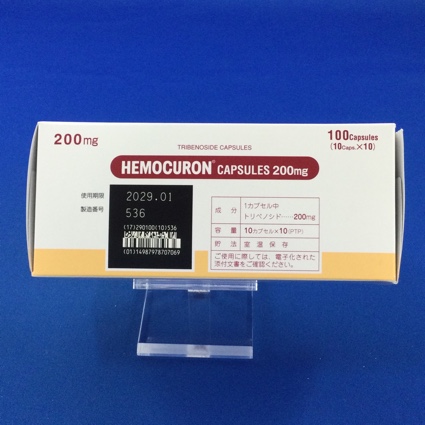 200mg
TRIBENOSIDE CAPSULES
100Capsules
(10Caps.×10)
HEMOCURON® CAPSULES 200mg
使用期限 2029.01
製造番号 536
(17)290100(10)536
(01)14987978707069
成分 1カプセル中
トリベノシド……200mg
容量 10カプセル×10(PTP)
貯法 室温保存
ご使用に際しては、電子化された
添付文書をご確認ください。